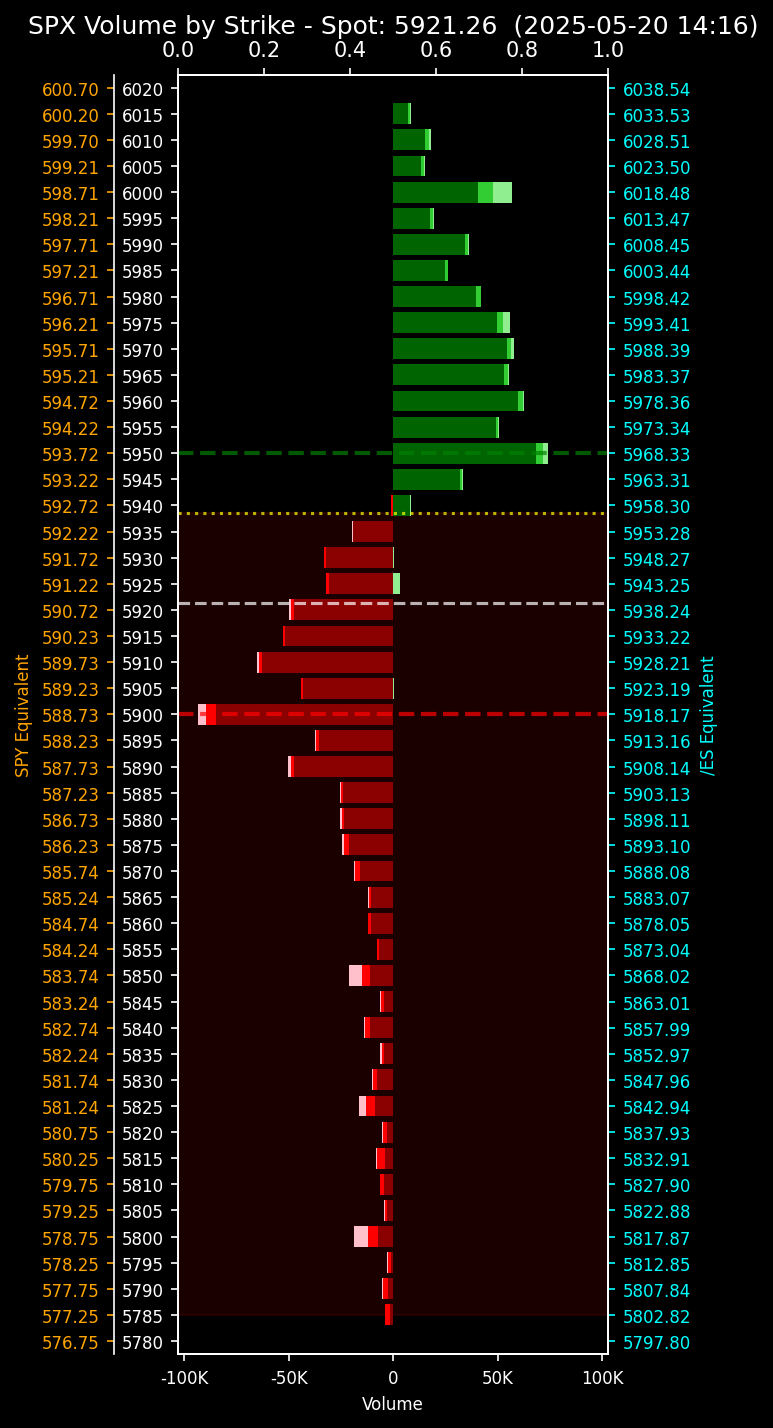 SPX Volume by Strike - Spot: 5921.26 (2025-05-20 14:16)
0.0 0.2 0.4 0.6 0.8 1.0
600.70 6020 6038.54
600.20 6015 6033.53
599.70 6010 6028.51
599.21 6005 6023.50
598.71 6000 6018.48
598.21 5995 6013.47
597.71 5990 6008.45
597.21 5985 6003.44
596.71 5980 5998.42
596.21 5975 5993.41
595.71 5970 5988.39
595.21 5965 5983.37
594.72 5960 5978.36
594.22 5955 5973.34
593.72 5950 5968.33
593.22 5945 5963.31
592.72 5940 5958.30
592.22 5935 5953.28
591.72 5930 5948.27
591.22 5925 5943.25
590.72 5920 5938.24
590.23 5915 5933.22
589.73 5910 5928.21
589.23 5905 5923.19
588.73 5900 5918.17
588.23 5895 5913.16
587.73 5890 5908.14
587.23 5885 5903.13
586.73 5880 5898.11
586.23 5875 5893.10
585.74 5870 5888.08
585.24 5865 5883.07
584.74 5860 5878.05
584.24 5855 5873.04
583.74 5850 5868.02
583.24 5845 5863.01
582.74 5840 5857.99
582.24 5835 5852.97
581.74 5830 5847.96
581.24 5825 5842.94
580.75 5820 5837.93
580.25 5815 5832.91
579.75 5810 5827.90
579.25 5805 5822.88
578.75 5800 5817.87
578.25 5795 5812.85
577.75 5790 5807.84
577.25 5785 5802.82
576.75 5780 5797.80
SPY Equivalent
/ES Equivalent
-100K -50K 0 50K 100K
Volume